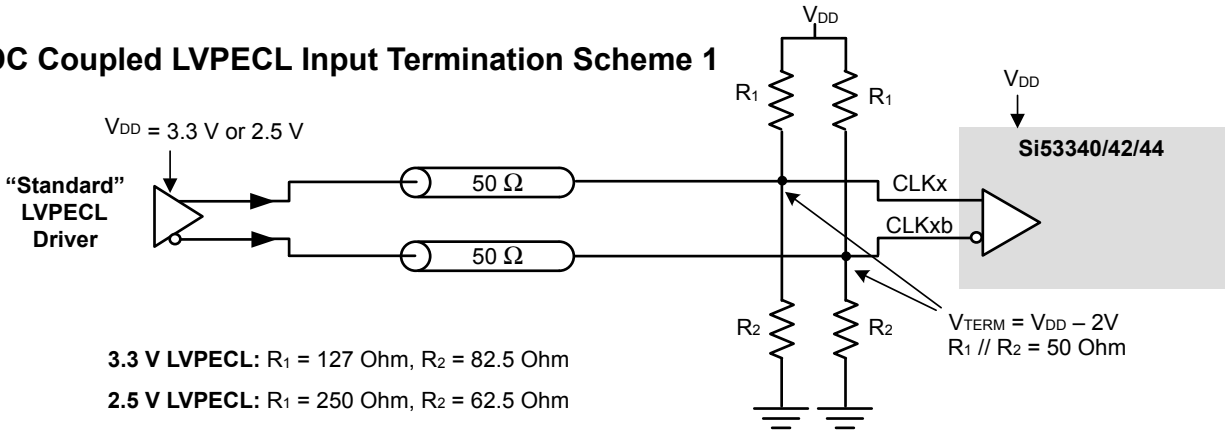 DC Coupled LVPECL Input Termination Scheme 1
VDD
R1
R1
VDD
VDD = 3.3 V or 2.5 V
Si53340/42/44
“Standard”
LVPECL
Driver
50 Ω
CLKx
CLKxb
50 Ω
R2
R2
VTERM = VDD – 2V
R1 // R2 = 50 Ohm
3.3 V LVPECL: R1 = 127 Ohm, R2 = 82.5 Ohm
2.5 V LVPECL: R1 = 250 Ohm, R2 = 62.5 Ohm